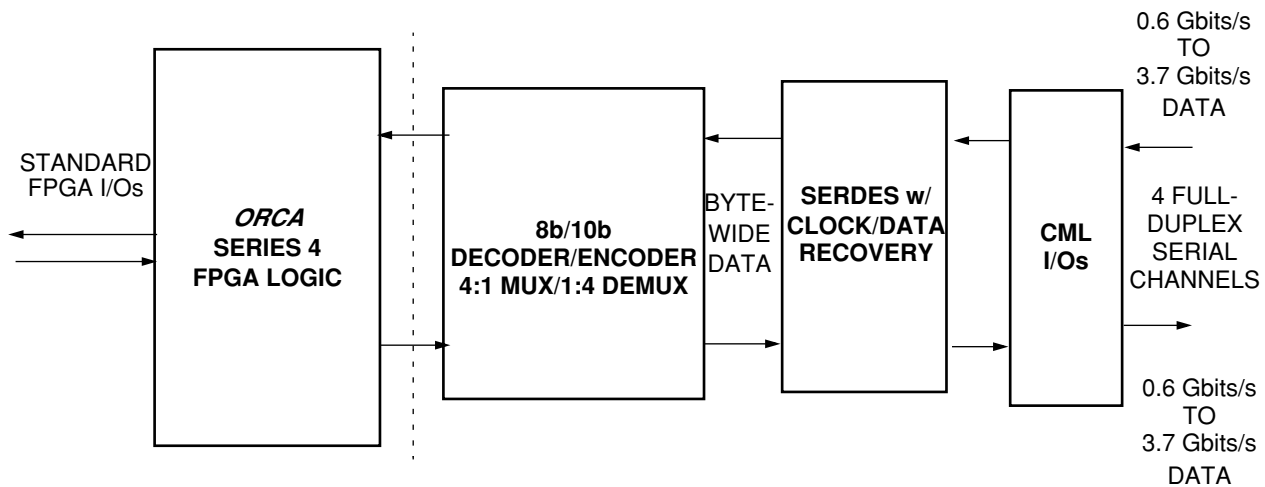 STANDARD
FPGA I/Os
ORCA
SERIES 4
FPGA LOGIC
8b/10b
DECODER/ENCODER
4:1 MUX/1:4 DEMUX
BYTE-
WIDE
DATA
SERDES w/
CLOCK/DATA
RECOVERY
CML
I/Os
0.6 Gbits/s
TO
3.7 Gbits/s
DATA
4 FULL-
DUPLEX
SERIAL
CHANNELS
0.6 Gbits/s
TO
3.7 Gbits/s
DATA